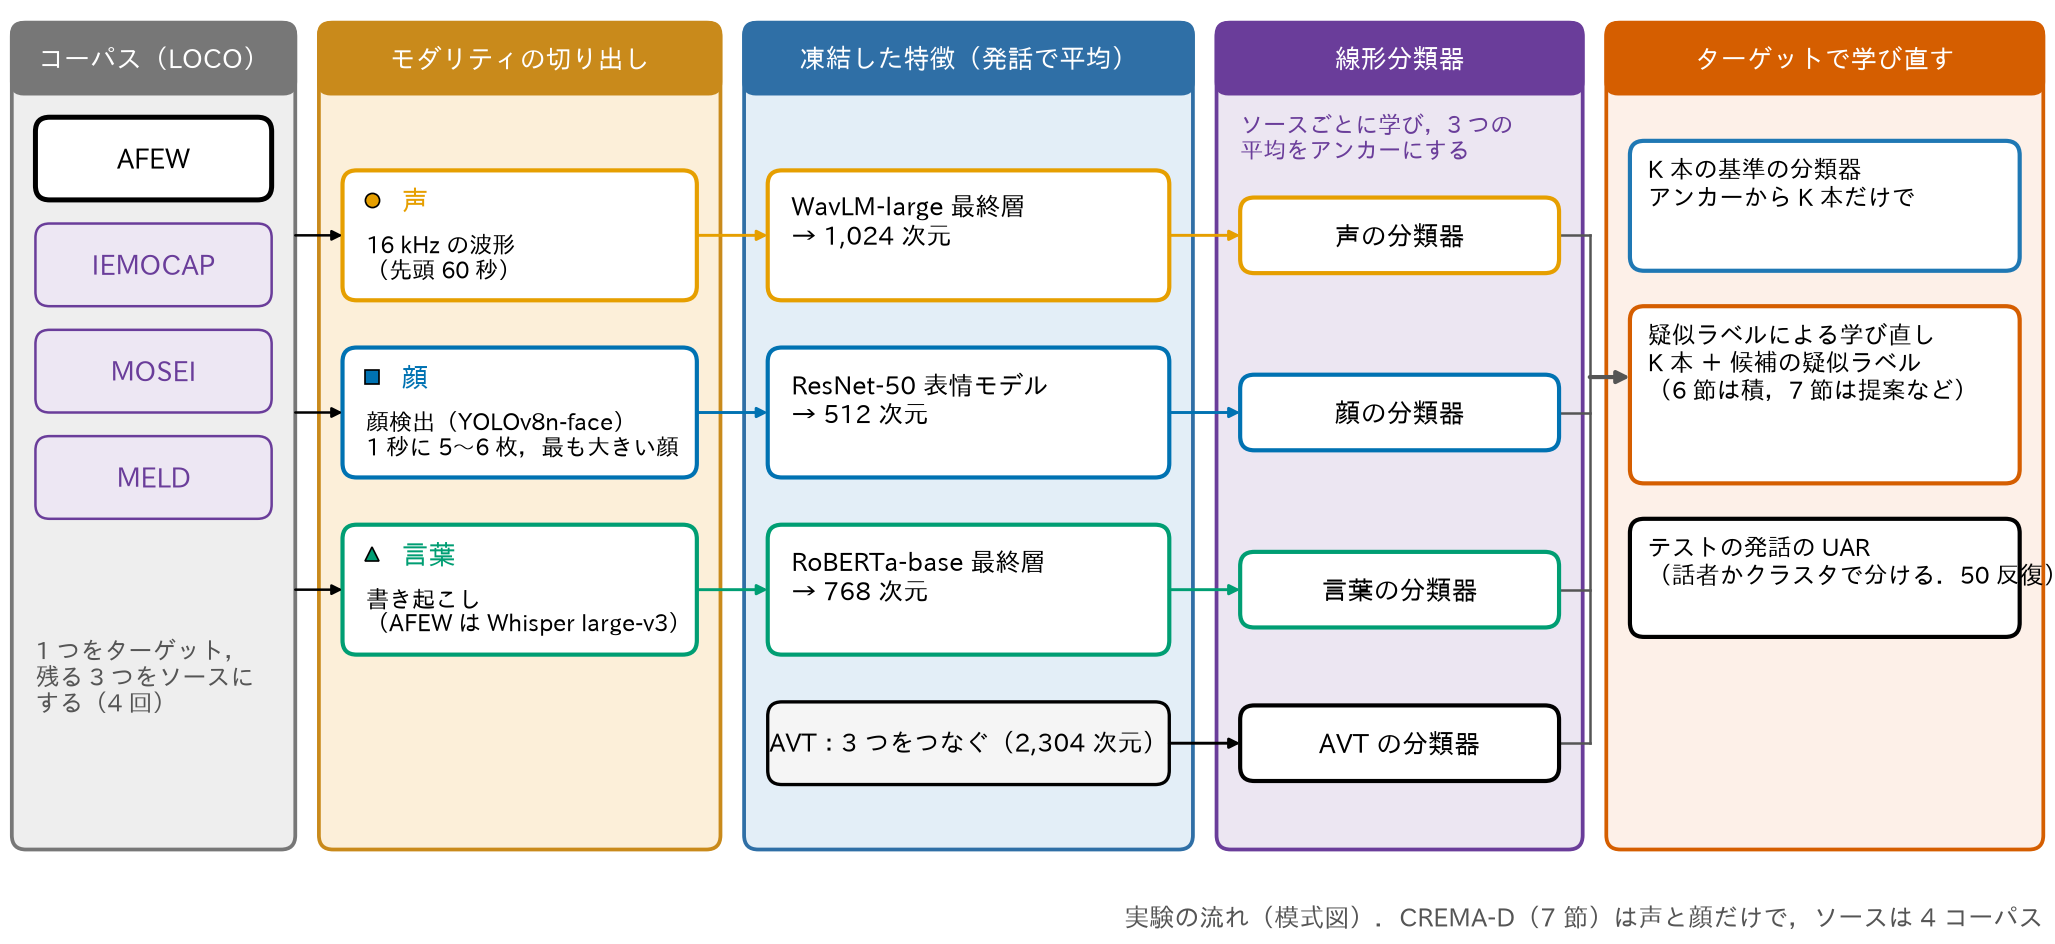 コーパス（LOCO）
AFEW
IEMOCAP
MOSEI
MELD
1 つをターゲット，
残る 3 つをソースに
する（4 回）
モダリティの切り出し
声
16 kHz の波形
（先頭 60 秒）
顔
顔検出（YOLOv8n-face）
1 秒に 5〜6 枚，最も大きい顔
言葉
書き起こし
（AFEW は Whisper large-v3）
凍結した特徴（発話で平均）
WavLM-large 最終層
→ 1,024 次元
ResNet-50 表情モデル
→ 512 次元
RoBERTa-base 最終層
→ 768 次元
AVT：3 つをつなぐ（2,304 次元）
線形分類器
ソースごとに学び，3 つの
平均をアンカーにする
声の分類器
顔の分類器
言葉の分類器
AVT の分類器
ターゲットで学び直す
K 本の基準の分類器
アンカーから K 本だけで
疑似ラベルによる学び直し
K 本 ＋ 候補の疑似ラベル
（6 節は積，7 節は提案など）
テストの発話の UAR
（話者かクラスタで分ける．50 反復）
実験の流れ（模式図）．CREMA-D（7 節）は声と顔だけで，ソースは 4 コーパス